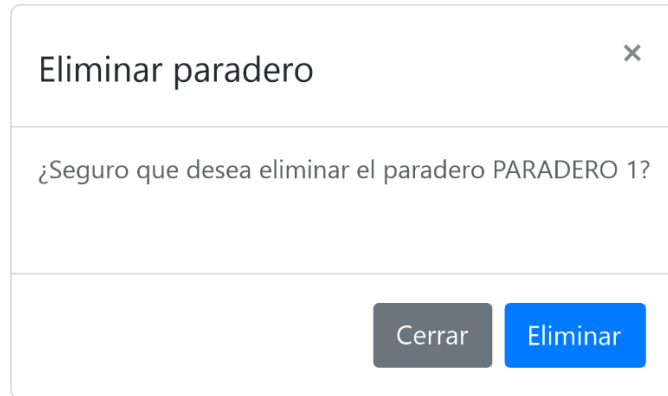 Eliminar paradero
×
¿Seguro que desea eliminar el paradero PARADERO 1?
Cerrar
Eliminar